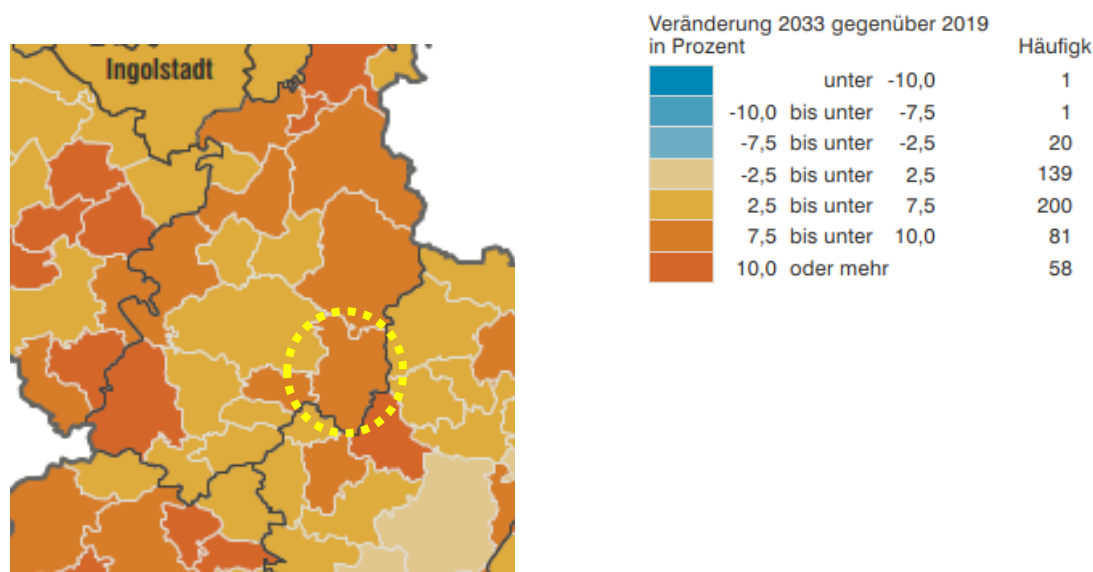 Ingolstadt
Veränderung 2033 gegenüber 2019
in Prozent Häufigk
unter -10,0 1
-10,0 bis unter -7,5 1
-7,5 bis unter -2,5 20
-2,5 bis unter 2,5 139
2,5 bis unter 7,5 200
7,5 bis unter 10,0 81
10,0 oder mehr 58